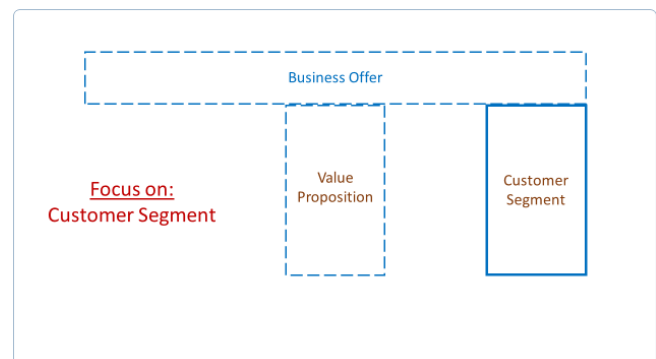 Business Offer
Value
Proposition
Customer
Segment
Focus on:
Customer Segment